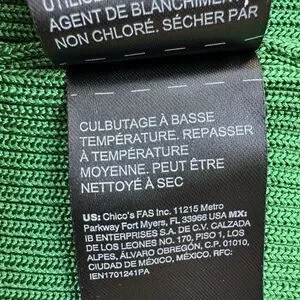 AGENT DE BLANCHIMENT
NON CHLORÉ. SÉCHER PAR
CULBUTAGE À BASSE
TEMPÉRATURE. REPASSER
À TEMPÉRATURE
MOYENNE. PEUT ÊTRE
NETTOYÉ À SEC
US: Chico's FAS Inc. 11215 Metro
Parkway Fort Myers, FL 33966 US MX:
IB ENTERPRISES S.A. DE C.V. CALZADA
DE LOS LEONES NO. 170, PISO 1, LOS
ALPES, ÁLVARO OBREGÓN, C.P. 01010,
CIUDAD DE MÉXICO, MÉXICO. RFC:
IEN1701241PA